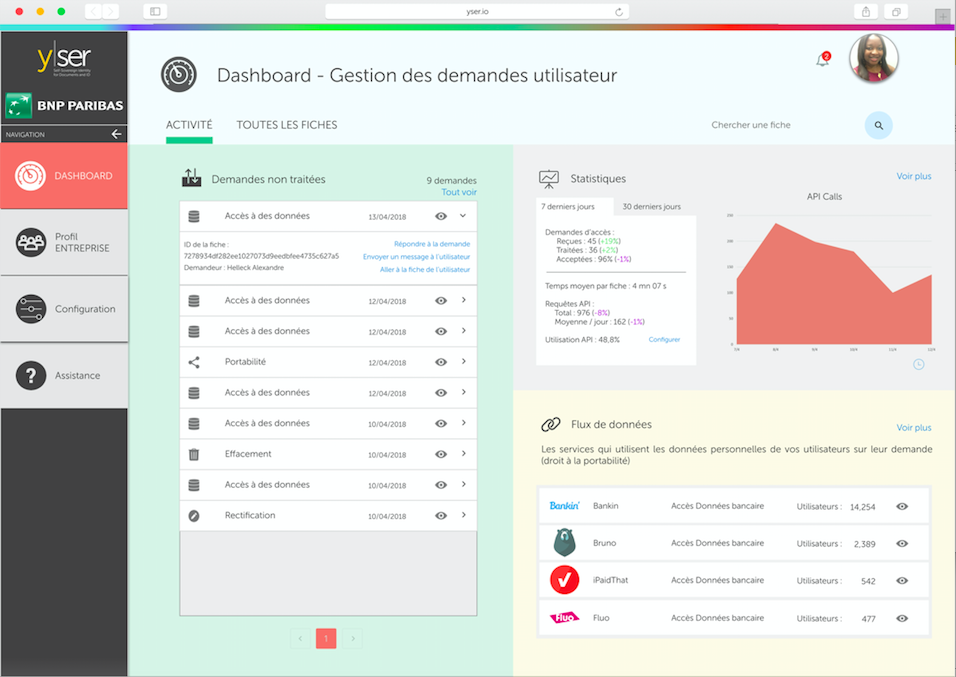 yser.io
yser
Self Sovereign Identity
for Documents and ID
BNP PARIBAS
NAVIGATION
DASHBOARD
Profil
ENTREPRISE
Configuration
Assistance
Dashboard - Gestion des demandes utilisateur
2
ACTIVITÉ
TOUTES LES FICHES
Chercher une fiche
Demandes non traitées
9 demandes
Tout voir
Accès à des données 13/04/2018
ID de la fiche :
7278934df282ee1027073d9eedbfee4735c627a5
Demandeur : Helleck Alexandre
Répondre à la demande
Envoyer un message à l'utilisateur
Aller à la fiche de l'utilisateur
Accès à des données 12/04/2018
Accès à des données 12/04/2018
Portabilité 12/04/2018
Accès à des données 12/04/2018
Accès à des données 10/04/2018
Effacement 10/04/2018
Accès à des données 10/04/2018
Rectification 10/04/2018
1
Statistiques
Voir plus
7 derniers jours
30 derniers jours
Demandes d'accès :
Reçues : 45 (+19%)
Traitées : 36 (+2%)
Acceptées : 96% (-1%)
Temps moyen par fiche : 4 mn 07 s
Requêtes API :
Total : 976 (-8%)
Moyenne / jour : 162 (-1%)
Utilisation API : 48,8%
Configurer
API Calls
Flux de données
Voir plus
Les services qui utilisent les données personnelles de vos utilisateurs sur leur demande
(droit à la portabilité)
Bankin' Bankin Accès Données bancaire Utilisateurs : 14,254
Bruno Accès Données bancaire Utilisateurs : 2,389
iPaidThat Accès Données bancaire Utilisateurs : 542
Fluo Fluo Accès Données bancaire Utilisateurs : 477